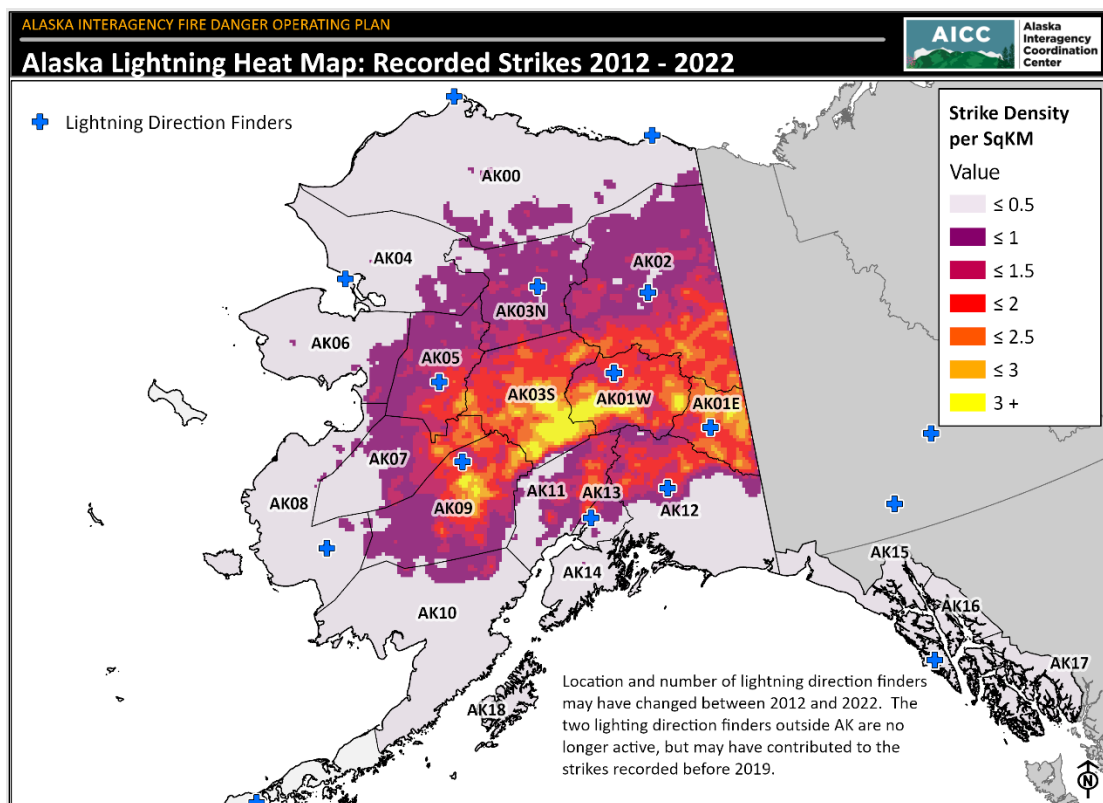 ALASKA INTERAGENCY FIRE DANGER OPERATING PLAN
Alaska Lightning Heat Map: Recorded Strikes 2012 - 2022
AICC
Alaska
Interagency
Coordination
Center
Lightning Direction Finders
Strike Density
per SqKM
Value
≤ 0.5
≤ 1
≤ 1.5
≤ 2
≤ 2.5
≤ 3
3 +
AK00
AK04
AK02
AK03N
AK06
AK05
AK03S
AK01W
AK01E
AK07
AK08
AK09
AK11
AK13
AK12
AK14
AK10
AK15
AK16
AK17
AK18
Location and number of lightning direction finders
may have changed between 2012 and 2022. The
two lighting direction finders outside AK are no
longer active, but may have contributed to the
strikes recorded before 2019.
N